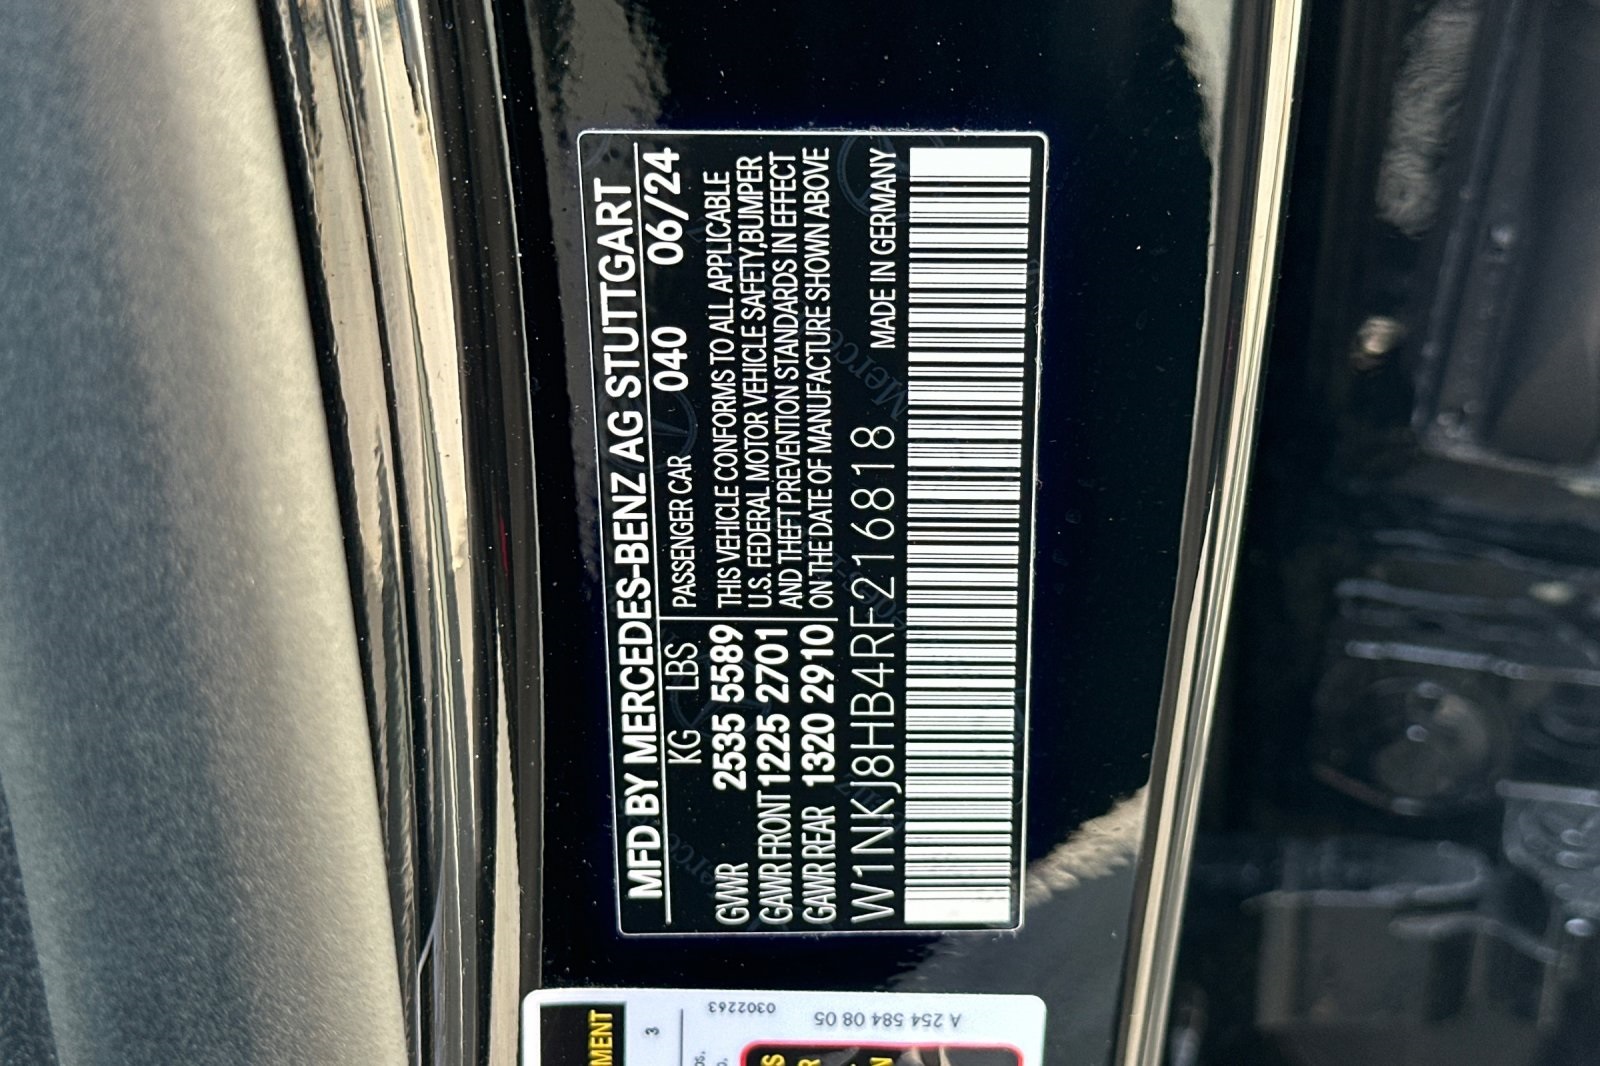 MFD BY MERCEDES-BENZ AG STUTTGART
KG LBS PASSENGER CAR 040 06/24
GVWR 2535 5589
GAWR FRONT 1225 2701
GAWR REAR 1320 2910
THIS VEHICLE CONFORMS TO ALL APPLICABLE
U.S. FEDERAL MOTOR VEHICLE SAFETY, BUMPER
AND THEFT PREVENTION STANDARDS IN EFFECT
ON THE DATE OF MANUFACTURE SHOWN ABOVE
W1NKJ8HB4RF216818 MADE IN GERMANY
A 254 584 08 05
0302263
3